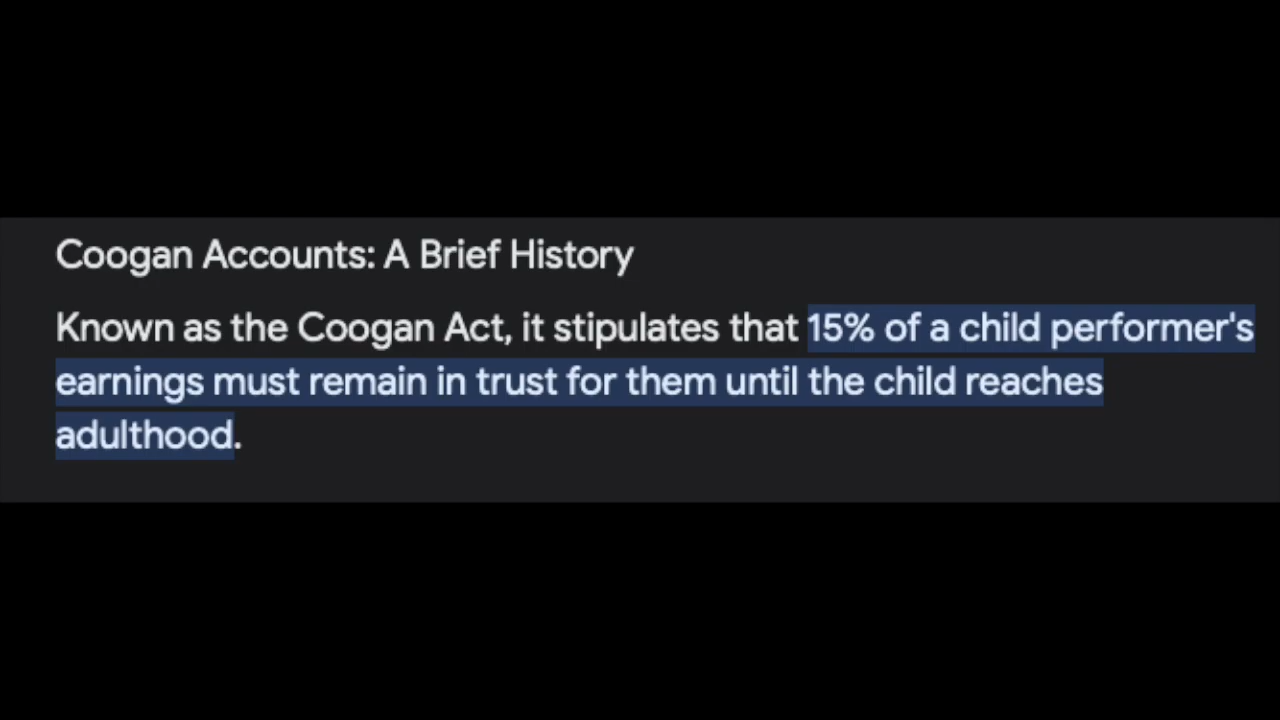 Coogan Accounts: A Brief History
Known as the Coogan Act, it stipulates that 15% of a child performer's
earnings must remain in trust for them until the child reaches
adulthood.